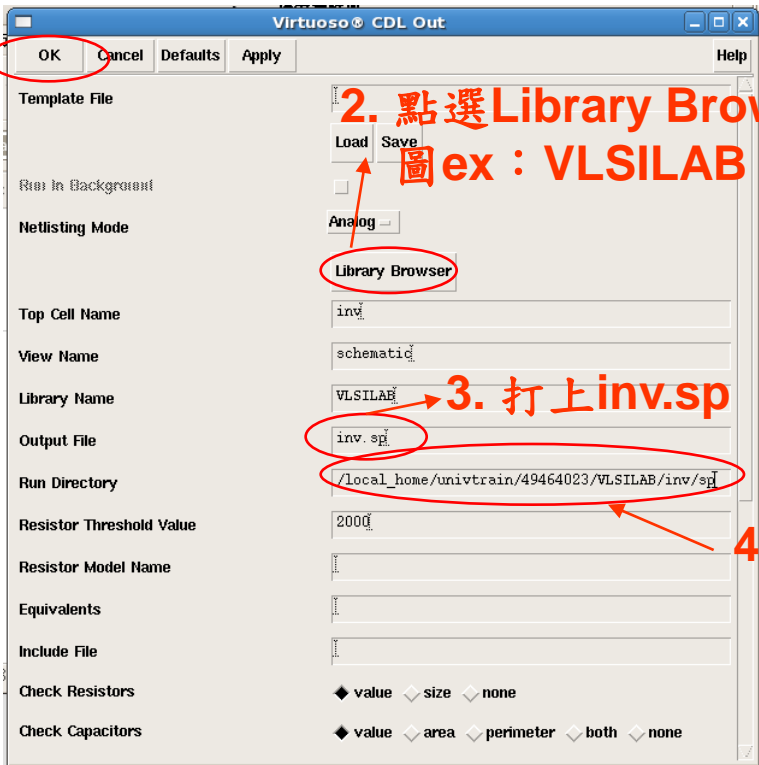 Virtuoso® CDL Out
OK Cancel Defaults Apply Help
Template File
2. 點選Library Brow
Load Save
圖ex：VLSILAB
Run In Background
Netlisting Mode Analog
Library Browser
Top Cell Name inv
View Name schematic
Library Name VLSILAB
3. 打上inv.sp
Output File inv.sp
Run Directory /local_home/univtrain/49464023/VLSILAB/inv/sp
4
Resistor Threshold Value 2000
Resistor Model Name
Equivalents
Include File
Check Resistors value size none
Check Capacitors value area perimeter both none